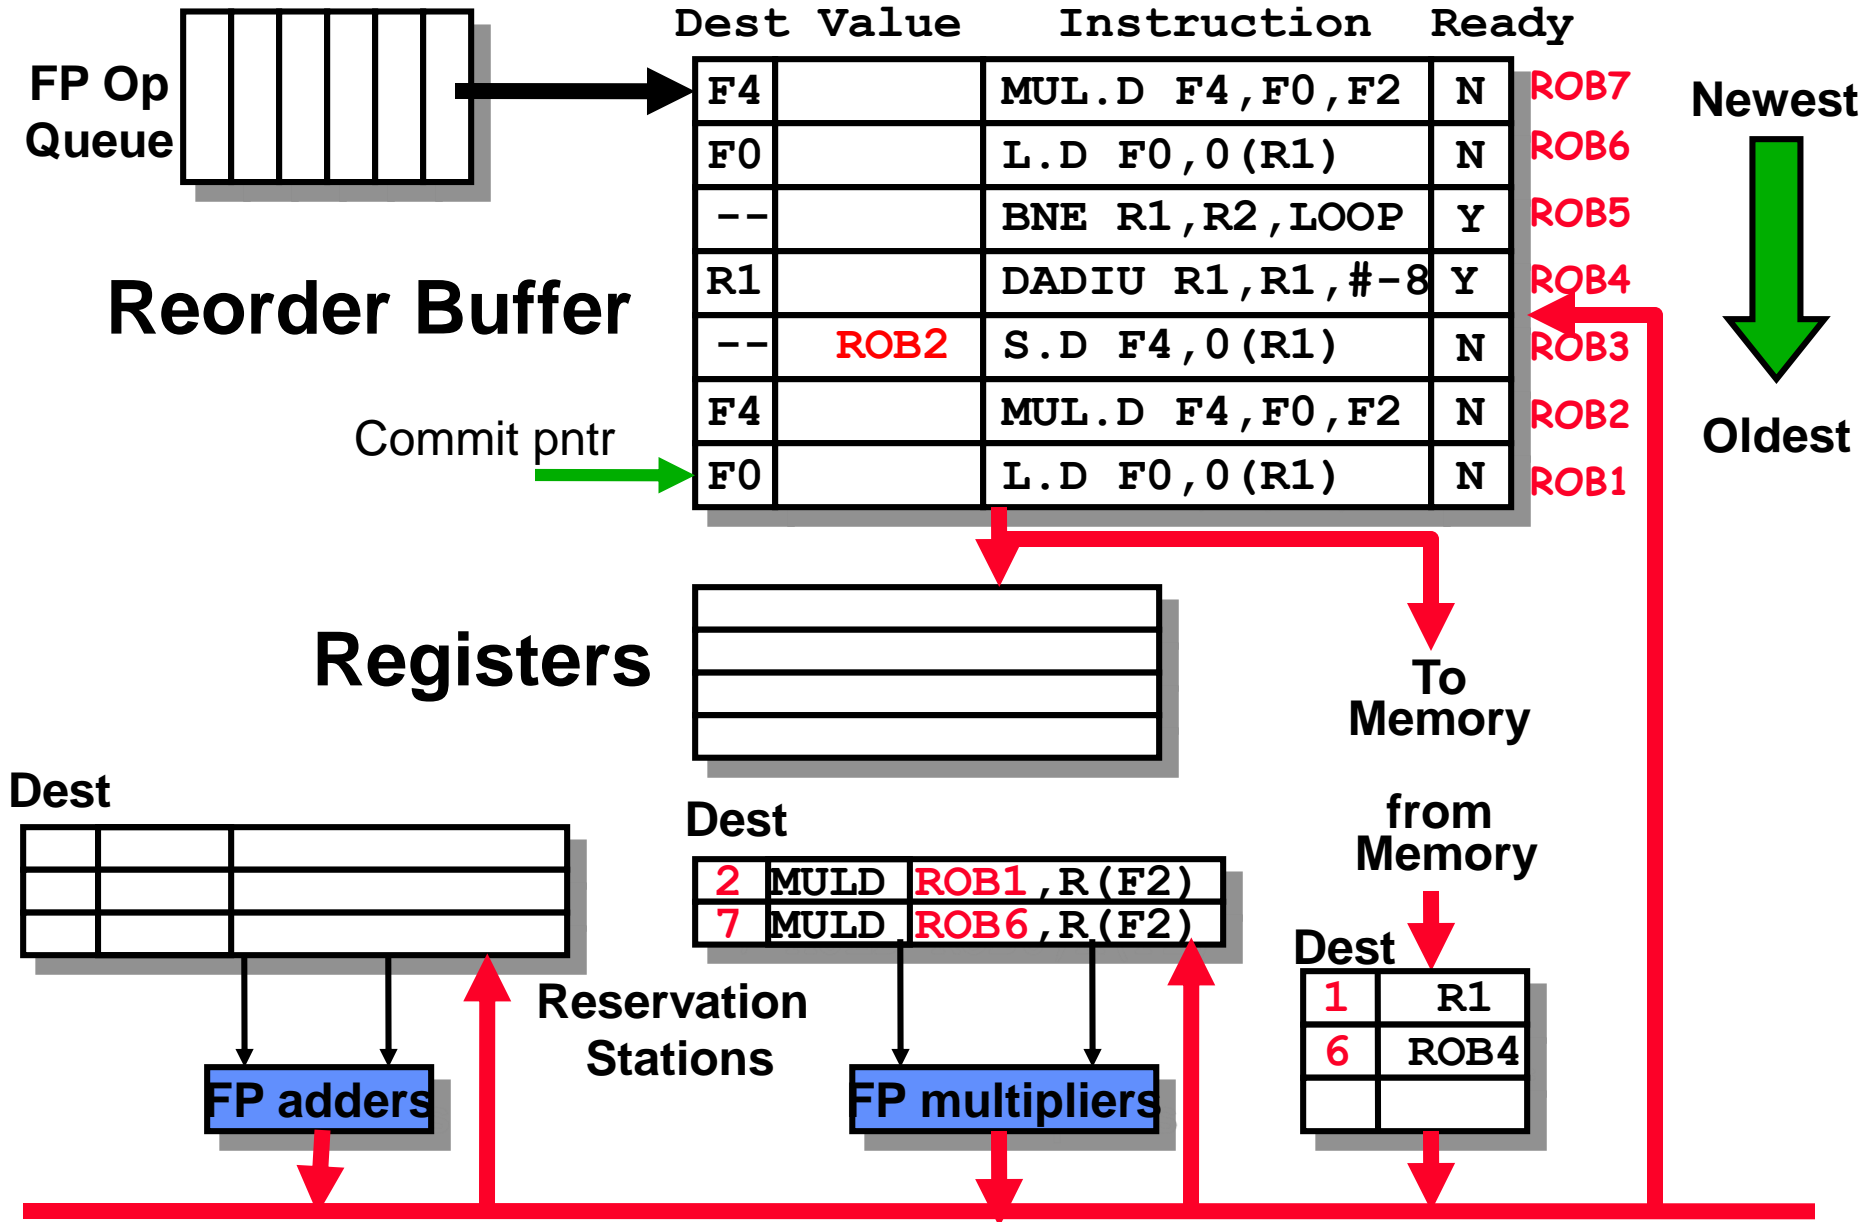 Dest Value Instruction Ready
FP Op
Queue
F4 MUL.D F4,F0,F2 N ROB7
F0 L.D F0,0(R1) N ROB6
-- BNE R1,R2,LOOP Y ROB5
R1 DADIU R1,R1,#-8 Y ROB4
-- ROB2 S.D F4,0(R1) N ROB3
F4 MUL.D F4,F0,F2 N ROB2
F0 L.D F0,0(R1) N ROB1
Newest
Oldest
Reorder Buffer
Commit pntr
Registers
To
Memory
from
Memory
Dest
Dest
2 MULD ROB1,R(F2)
7 MULD ROB6,R(F2)
Dest
1 R1
6 ROB4
Reservation
Stations
FP adders
FP multipliers